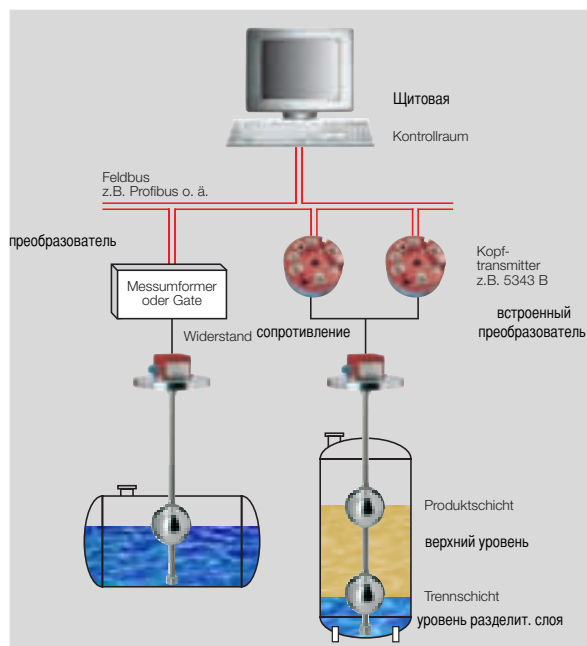 Щитовая
Kontrollraum
Feldbus
z.B. Profibus o. ä.
преобразователь
Messumformer
oder Gate
Kopf-
transmitter
z.B. 5343 B
встроенный
преобразователь
Widerstand
сопротивление
Produktschicht
верхний уровень
Trennschicht
уровень разделит. слоя